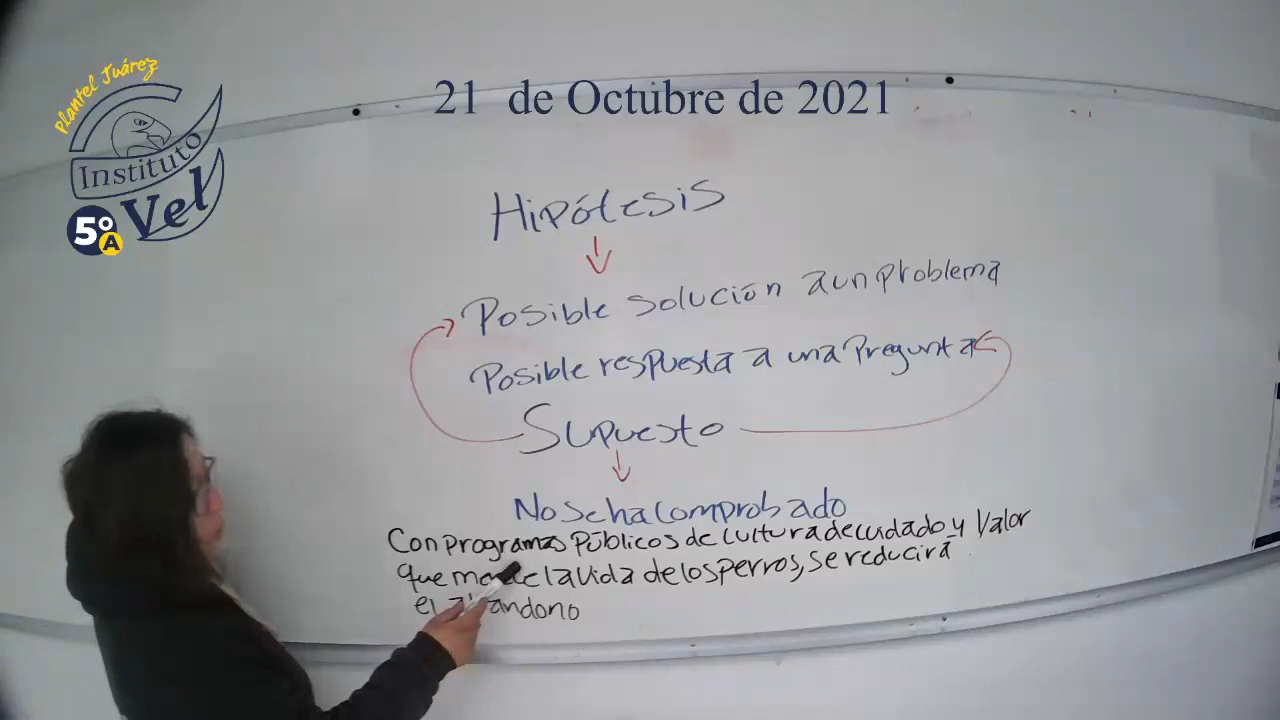 Plantel Juárez
Instituto
Vel
5º
A
21 de Octubre de 2021
Hipótesis
Posible solución a un problema
Posible respuesta a una Pregunta
Supuesto
No se ha comprobado
Con programas Públicos de cultura de cuidado y Valor
que la vida de los perros, se reducirá
el